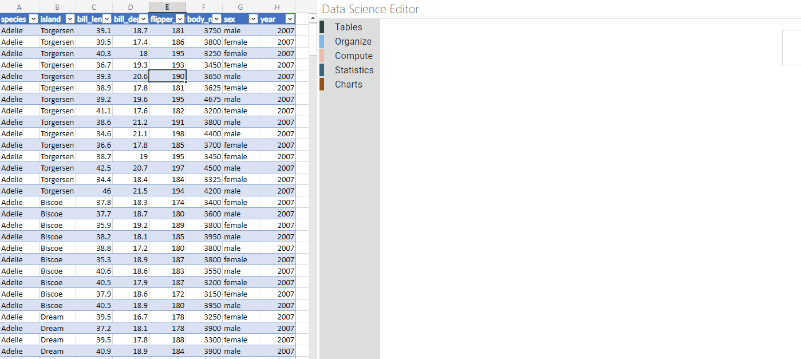 A B C D E F G H
species island bill_len bill_de flipper body_m sex year
Adelie Torgersen 39.1 18.7 181 3750 male 2007
Adelie Torgersen 39.5 17.4 186 3800 female 2007
Adelie Torgersen 40.3 18 195 3250 female 2007
Adelie Torgersen 36.7 19.3 193 3450 female 2007
Adelie Torgersen 39.3 20.6 190 3650 male 2007
Adelie Torgersen 38.9 17.8 181 3625 female 2007
Adelie Torgersen 39.2 19.6 195 4675 male 2007
Adelie Torgersen 41.1 17.6 182 3200 female 2007
Adelie Torgersen 38.6 21.2 191 3800 male 2007
Adelie Torgersen 34.6 21.1 198 4400 male 2007
Adelie Torgersen 36.6 17.8 185 3700 female 2007
Adelie Torgersen 38.7 19 195 3450 female 2007
Adelie Torgersen 42.5 20.7 197 4500 male 2007
Adelie Torgersen 34.4 18.4 184 3325 female 2007
Adelie Torgersen 46 21.5 194 4200 male 2007
Adelie Biscoe 37.8 18.3 174 3400 female 2007
Adelie Biscoe 37.7 18.7 180 3600 male 2007
Adelie Biscoe 35.9 19.2 189 3800 female 2007
Adelie Biscoe 38.2 18.1 185 3950 male 2007
Adelie Biscoe 38.8 17.2 180 3800 male 2007
Adelie Biscoe 35.3 18.9 187 3800 female 2007
Adelie Biscoe 40.6 18.6 183 3550 male 2007
Adelie Biscoe 40.5 17.9 187 3200 female 2007
Adelie Biscoe 37.9 18.6 172 3150 female 2007
Adelie Biscoe 40.5 18.9 180 3950 male 2007
Adelie Dream 39.5 16.7 178 3250 female 2007
Adelie Dream 37.2 18.1 178 3900 male 2007
Adelie Dream 39.5 17.8 188 3300 female 2007
Adelie Dream 40.9 18.9 184 3900 male 2007
Data Science Editor
Tables
Organize
Compute
Statistics
Charts